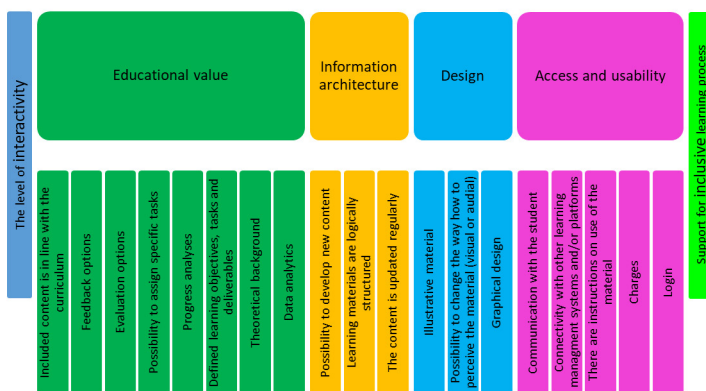 The level of interactivity
Educational value
Included content is in line with the
curriculum
Feedback options
Evaluation options
Possibility to assign specific tasks
Progress analyses
Defined learning objectives, tasks and
deliverables
Theoretical background
Data analytics
Information
architecture
Possibility to develop new content
Learning materials are logically
structured
The content is updated regularly
Design
Illustrative material
Possibility to change the way how to
perceive the material (visual or audial)
Graphical design
Access and usability
Communication with the student
Connectivity with other learning
managment systems and/or platforms
There are instructions on use of the
material
Charges
Login
Support for inclusive learning process